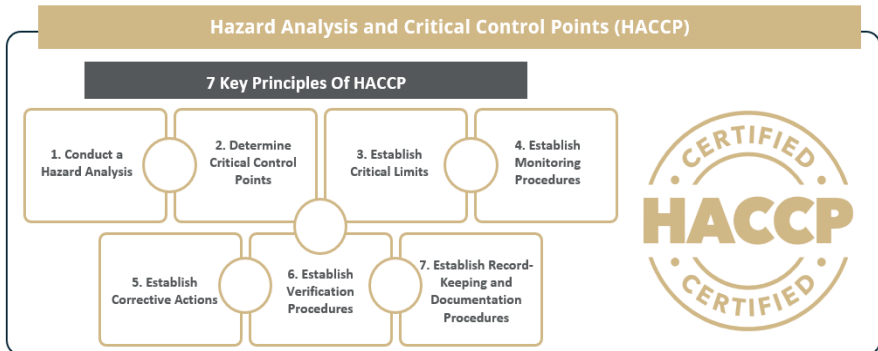 Hazard Analysis and Critical Control Points (HACCP)
7 Key Principles Of HACCP
1. Conduct a
Hazard Analysis
2. Determine
Critical Control
Points
3. Establish
Critical Limits
4. Establish
Monitoring
Procedures
5. Establish
Corrective Actions
6. Establish
Verification
Procedures
7. Establish Record-
Keeping and
Documentation
Procedures
CERTIFIED
HACCP
CERTIFIED